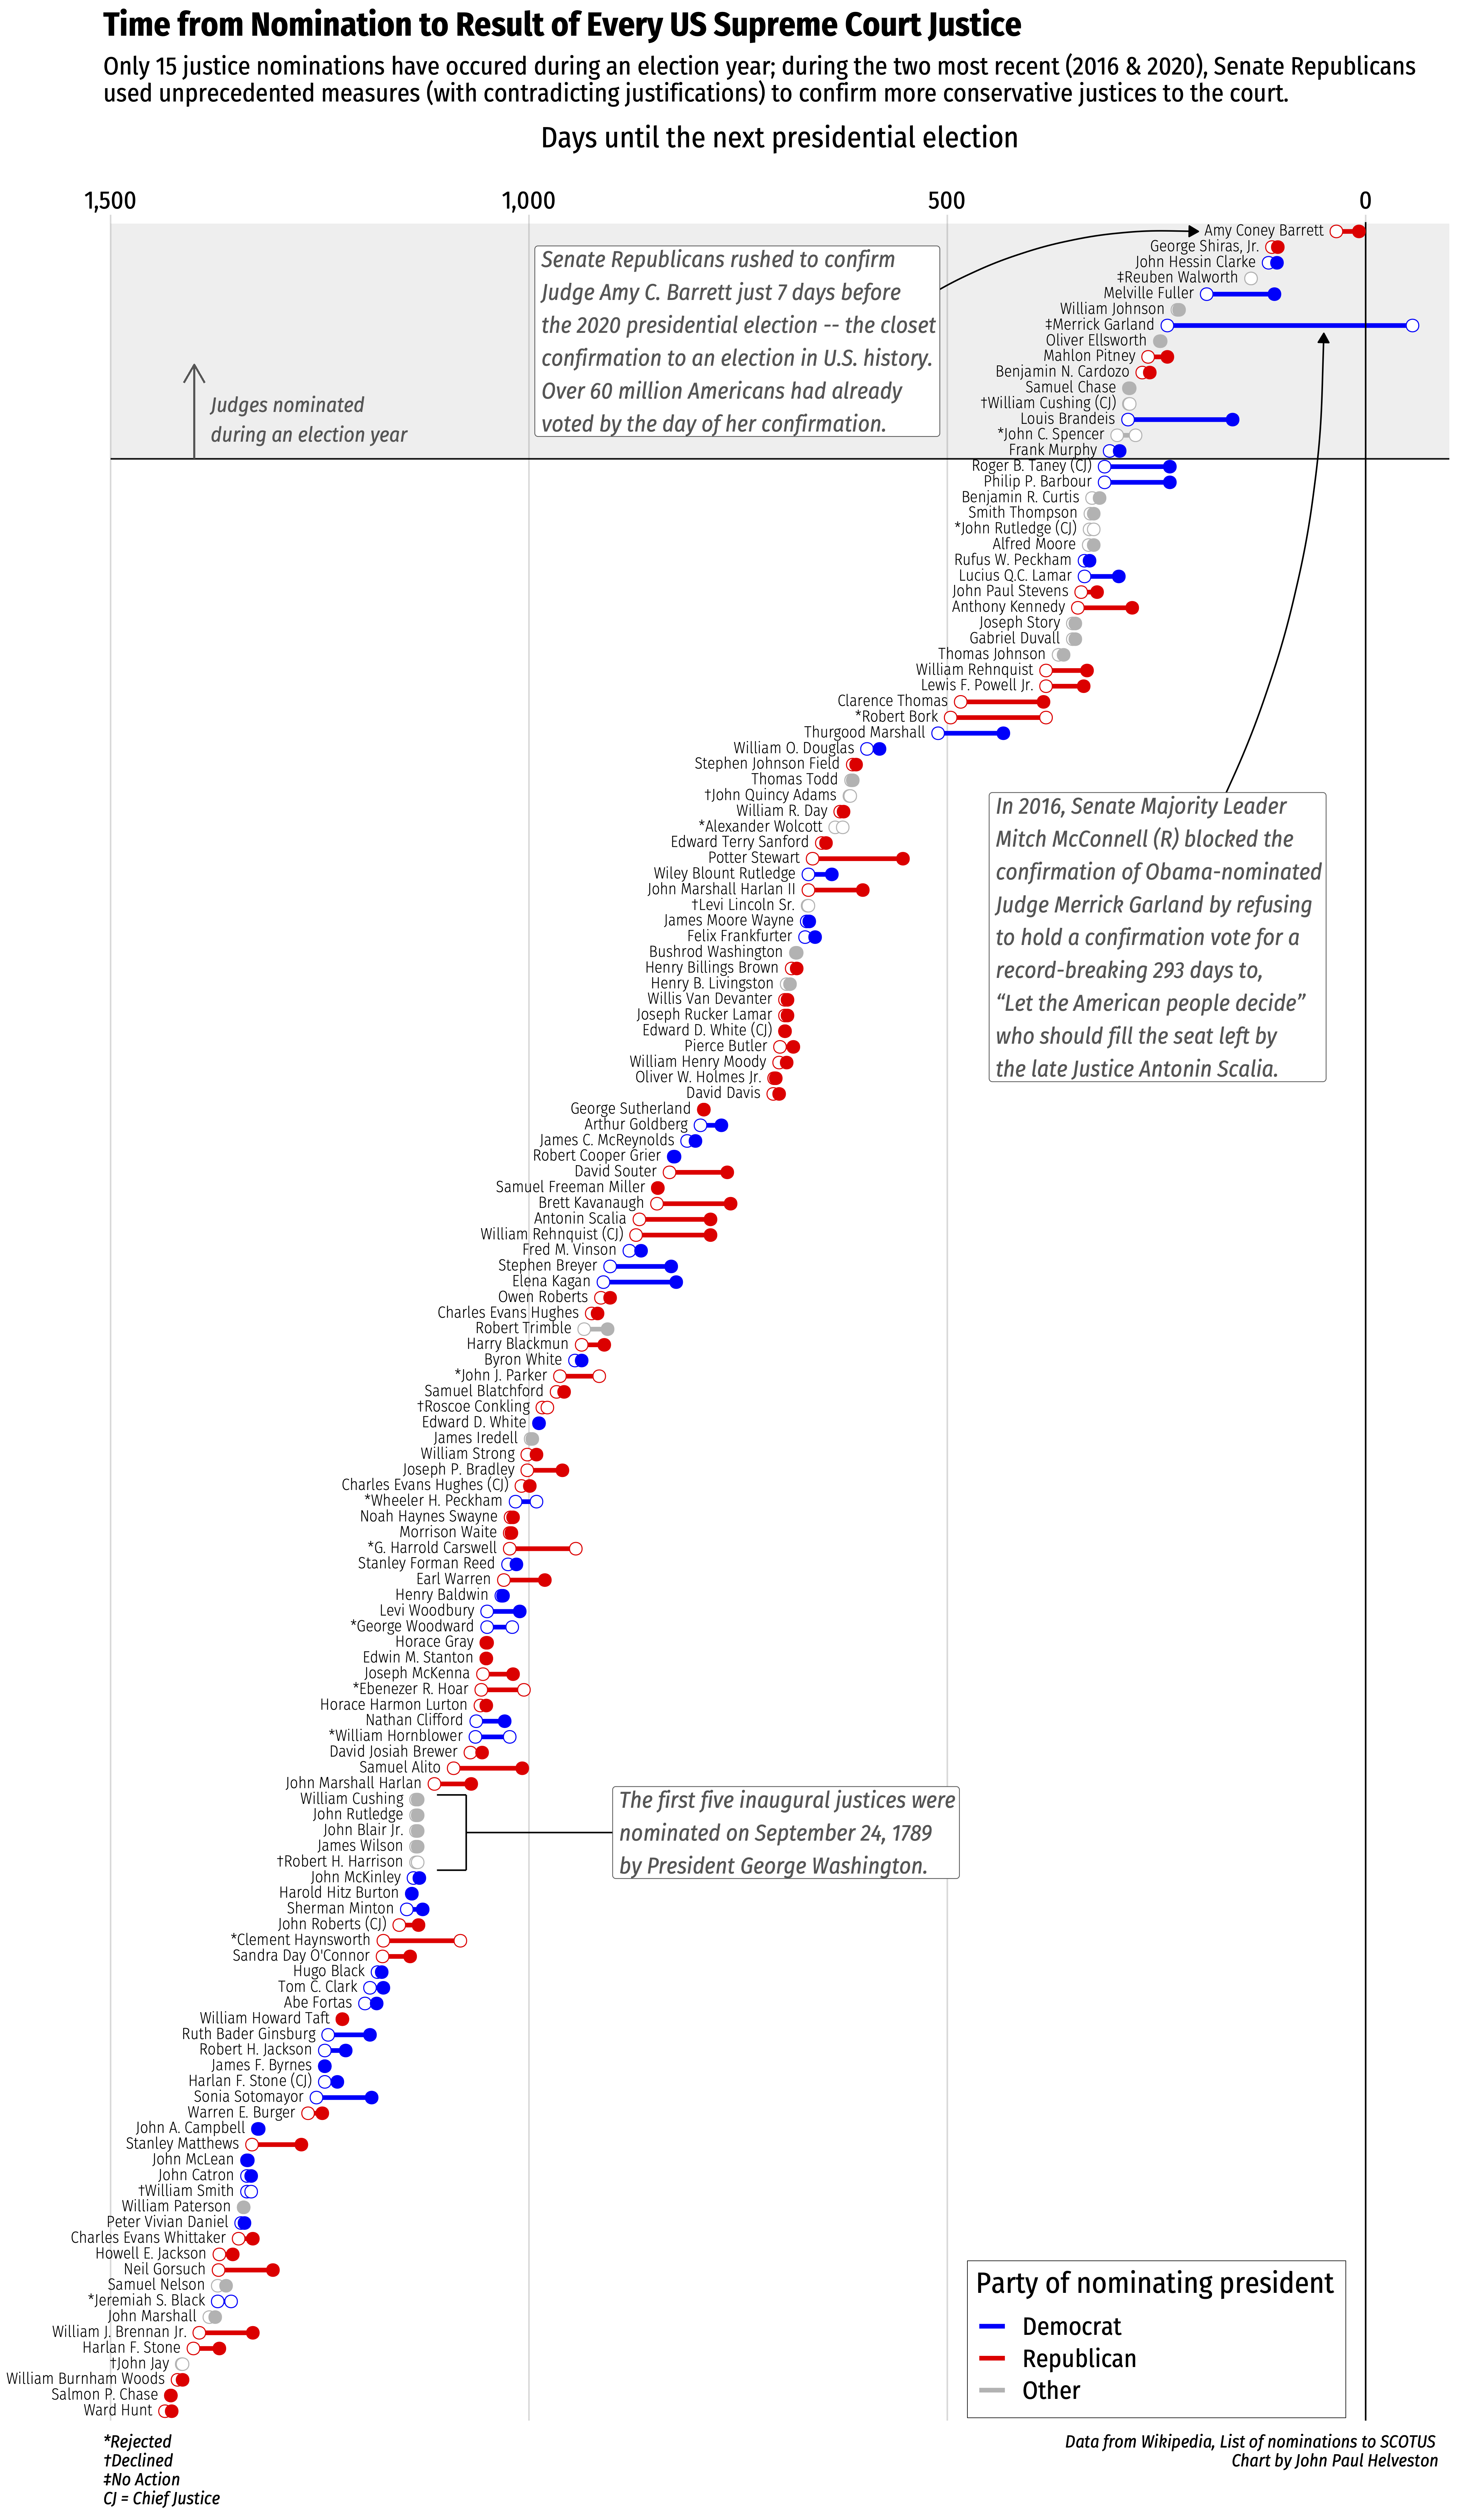 Time from Nomination to Result of Every US Supreme Court Justice
Only 15 justice nominations have occured during an election year; during the two most recent (2016 & 2020), Senate Republicans
used unprecedented measures (with contradicting justifications) to confirm more conservative justices to the court.
Days until the next presidential election
1,500 1,000 500 0
Amy Coney Barrett
George Shiras, Jr.
John Hessin Clarke
‡Reuben Walworth
Melville Fuller
William Johnson
‡Merrick Garland
Oliver Ellsworth
Mahlon Pitney
Benjamin N. Cardozo
Samuel Chase
†William Cushing (CJ)
Louis Brandeis
*John C. Spencer
Frank Murphy
Senate Republicans rushed to confirm
Judge Amy C. Barrett just 7 days before
the 2020 presidential election -- the closet
confirmation to an election in U.S. history.
Over 60 million Americans had already
voted by the day of her confirmation.
Judges nominated
during an election year
Roger B. Taney (CJ)
Philip P. Barbour
Benjamin R. Curtis
Smith Thompson
*John Rutledge (CJ)
Alfred Moore
Rufus W. Peckham
Lucius Q.C. Lamar
John Paul Stevens
Anthony Kennedy
Joseph Story
Gabriel Duvall
Thomas Johnson
William Rehnquist
Lewis F. Powell Jr.
Clarence Thomas
*Robert Bork
Thurgood Marshall
William O. Douglas
Stephen Johnson Field
Thomas Todd
†John Quincy Adams
William R. Day
*Alexander Wolcott
Edward Terry Sanford
Potter Stewart
Wiley Blount Rutledge
John Marshall Harlan II
†Levi Lincoln Sr.
James Moore Wayne
Felix Frankfurter
Bushrod Washington
Henry Billings Brown
Henry B. Livingston
Willis Van Devanter
Joseph Rucker Lamar
Edward D. White (CJ)
Pierce Butler
William Henry Moody
Oliver W. Holmes Jr.
David Davis
In 2016, Senate Majority Leader
Mitch McConnell (R) blocked the
confirmation of Obama-nominated
Judge Merrick Garland by refusing
to hold a confirmation vote for a
record-breaking 293 days to,
“Let the American people decide”
who should fill the seat left by
the late Justice Antonin Scalia.
George Sutherland
Arthur Goldberg
James C. McReynolds
Robert Cooper Grier
David Souter
Samuel Freeman Miller
Brett Kavanaugh
Antonin Scalia
William Rehnquist (CJ)
Fred M. Vinson
Stephen Breyer
Elena Kagan
Owen Roberts
Charles Evans Hughes
Robert Trimble
Harry Blackmun
Byron White
*John J. Parker
Samuel Blatchford
†Roscoe Conkling
Edward D. White
James Iredell
William Strong
Joseph P. Bradley
Charles Evans Hughes (CJ)
*Wheeler H. Peckham
Noah Haynes Swayne
Morrison Waite
*G. Harrold Carswell
Stanley Forman Reed
Earl Warren
Henry Baldwin
Levi Woodbury
*George Woodward
Horace Gray
Edwin M. Stanton
Joseph McKenna
*Ebenezer R. Hoar
Horace Harmon Lurton
Nathan Clifford
*William Hornblower
David Josiah Brewer
Samuel Alito
John Marshall Harlan
William Cushing
John Rutledge
John Blair Jr.
James Wilson
†Robert H. Harrison
The first five inaugural justices were
nominated on September 24, 1789
by President George Washington.
John McKinley
Harold Hitz Burton
Sherman Minton
John Roberts (CJ)
*Clement Haynsworth
Sandra Day O'Connor
Hugo Black
Tom C. Clark
Abe Fortas
William Howard Taft
Ruth Bader Ginsburg
Robert H. Jackson
James F. Byrnes
Harlan F. Stone (CJ)
Sonia Sotomayor
Warren E. Burger
John A. Campbell
Stanley Matthews
John McLean
John Catron
†William Smith
William Paterson
Peter Vivian Daniel
Charles Evans Whittaker
Howell E. Jackson
Neil Gorsuch
Samuel Nelson
*Jeremiah S. Black
John Marshall
William J. Brennan Jr.
Harlan F. Stone
†John Jay
William Burnham Woods
Salmon P. Chase
Ward Hunt
Party of nominating president
Democrat
Republican
Other
*Rejected
†Declined
‡No Action
CJ = Chief Justice
Data from Wikipedia, List of nominations to SCOTUS
Chart by John Paul Helveston